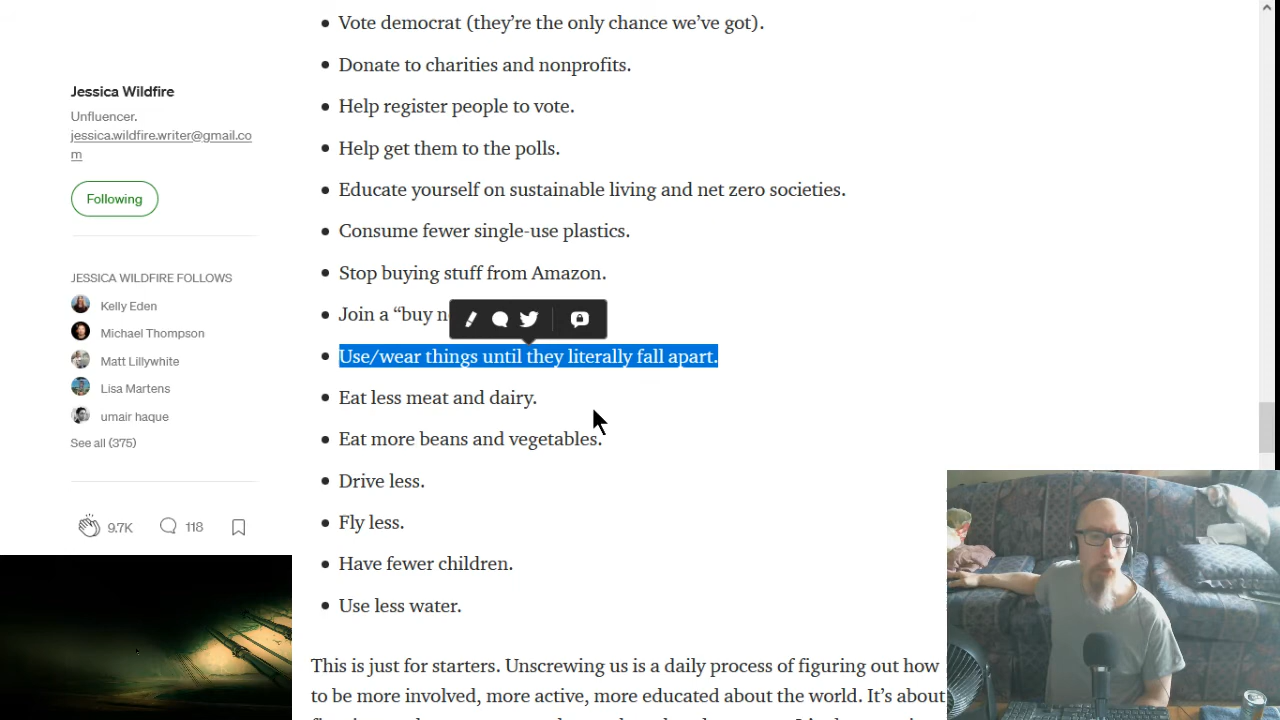 Vote democrat (they’re the only chance we’ve got).
Donate to charities and nonprofits.
Help register people to vote.
Help get them to the polls.
Educate yourself on sustainable living and net zero societies.
Consume fewer single-use plastics.
Stop buying stuff from Amazon.
Join a “buy n
Use/wear things until they literally fall apart.
Eat less meat and dairy.
Eat more beans and vegetables.
Drive less.
Fly less.
Have fewer children.
Use less water.
This is just for starters. Unscrewing us is a daily process of figuring out how
to be more involved, more active, more educated about the world. It’s about
Jessica Wildfire
Unfluencer.
jessica.wildfire.writer@gmail.co
m
Following
JESSICA WILDFIRE FOLLOWS
Kelly Eden
Michael Thompson
Matt Lillywhite
Lisa Martens
umair haque
See all (375)
9.7K 118